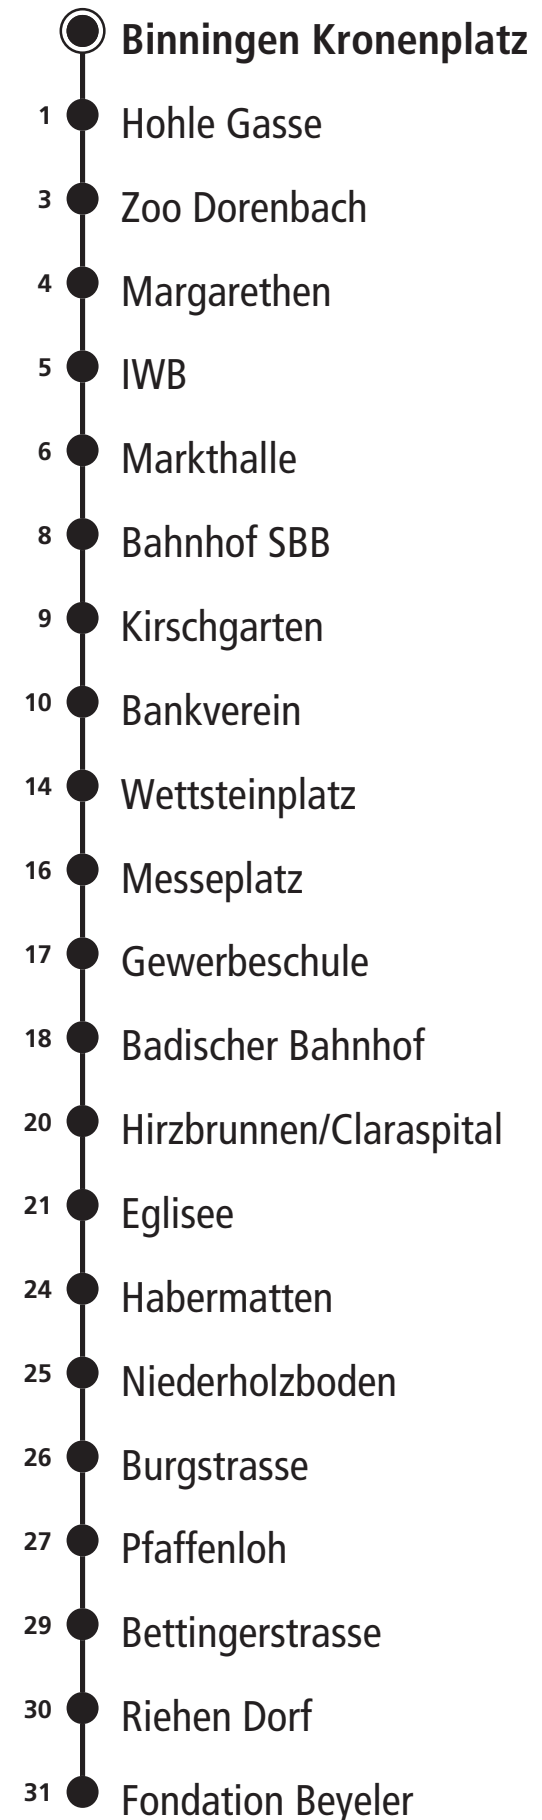 Binningen Kronenplatz
1 Hohle Gasse
3 Zoo Dorenbach
4 Margarethen
5 IWB
6 Markthalle
8 Bahnhof SBB
9 Kirschgarten
10 Bankverein
14 Wettsteinplatz
16 Messeplatz
17 Gewerbeschule
18 Badischer Bahnhof
20 Hirzbrunnen/Claraspital
21 Eglisee
24 Habermatten
25 Niederholzboden
26 Burgstrasse
27 Pfaffenloh
29 Bettingerstrasse
30 Riehen Dorf
31 Fondation Beyeler